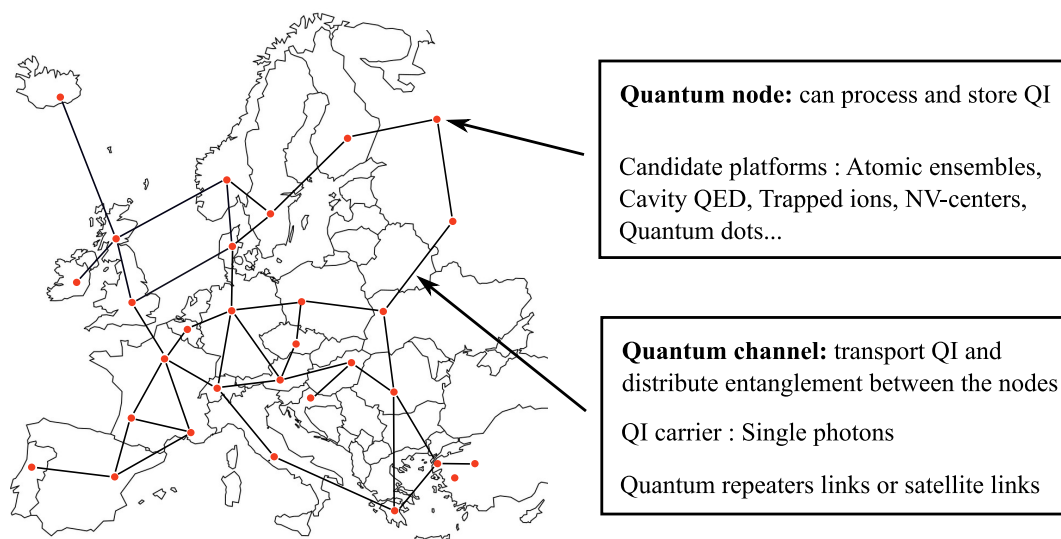 Quantum node: can process and store QI
Candidate platforms : Atomic ensembles,
Cavity QED, Trapped ions, NV-centers,
Quantum dots...
Quantum channel: transport QI and
distribute entanglement between the nodes
QI carrier : Single photons
Quantum repeaters links or satellite links